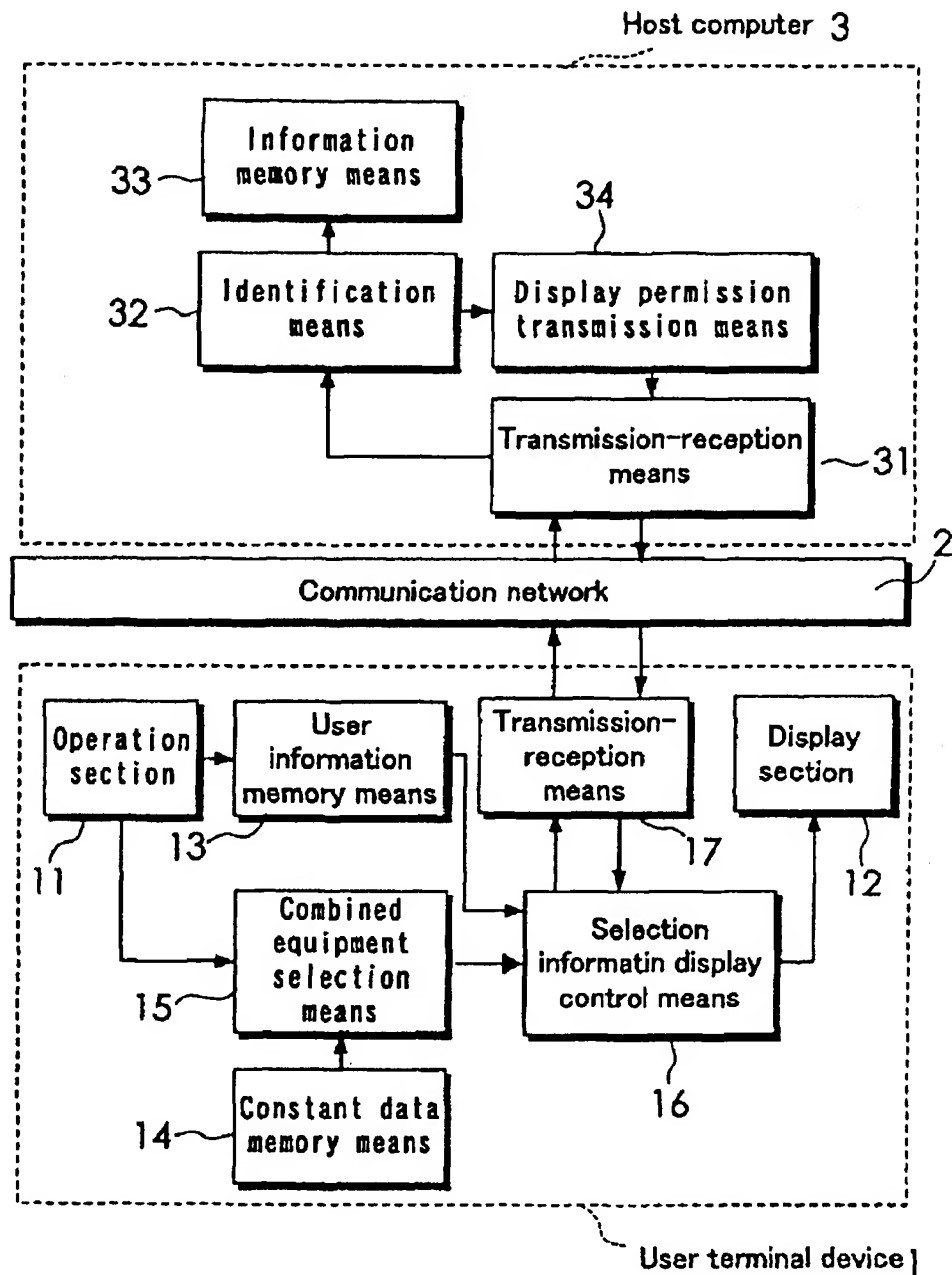 Host computer 3
Information
memory means
33
34
Identification
means
32
Display permission
transmission means
Transmission-reception
means
31
2
Communication network
Operation
section
11
User
information
memory means
13
Transmission-
reception
means
17
Display
section
12
Combined
equipment
selection
means
15
Selection
informatin display
control means
16
Constant data
memory means
14
User terminal device 1